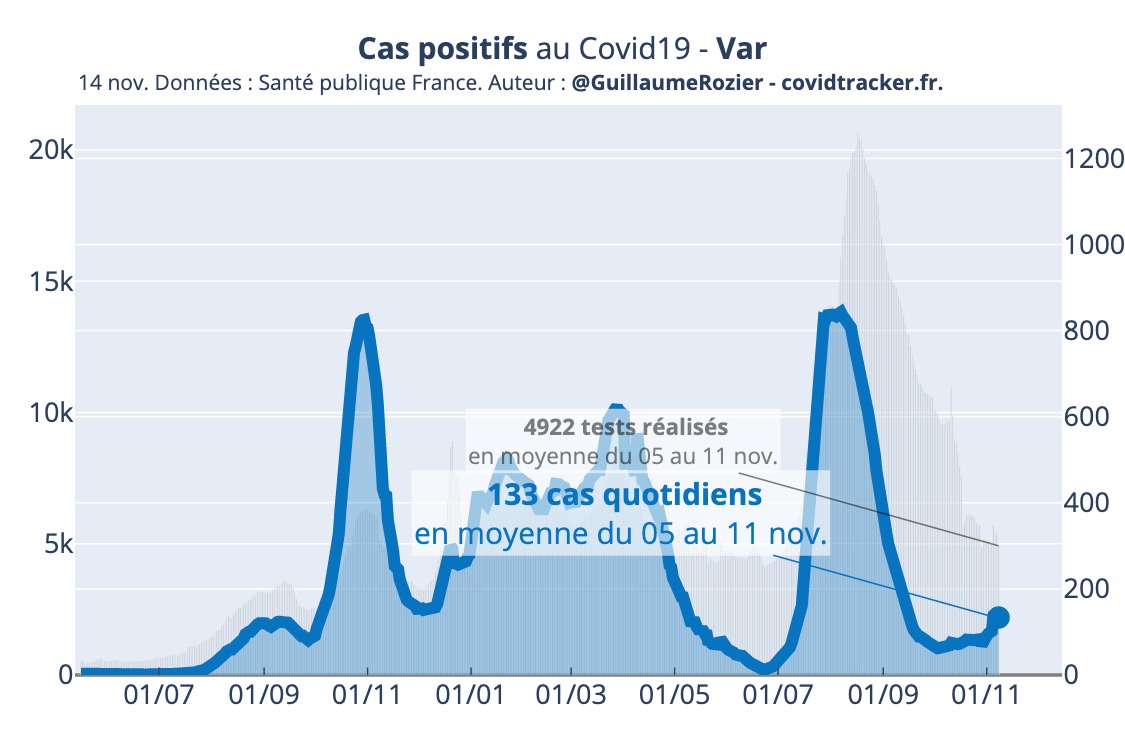 Cas positifs au Covid19 - Var
14 nov. Données : Santé publique France. Auteur : @GuillaumeRozier - covidtracker.fr.
20k
15k
10k
5k
0
1200
1000
800
600
400
200
0
4922 tests réalisés
en moyenne du 05 au 11 nov.
133 cas quotidiens
en moyenne du 05 au 11 nov.
01/07 01/09 01/11 01/01 01/03 01/05 01/07 01/09 01/11